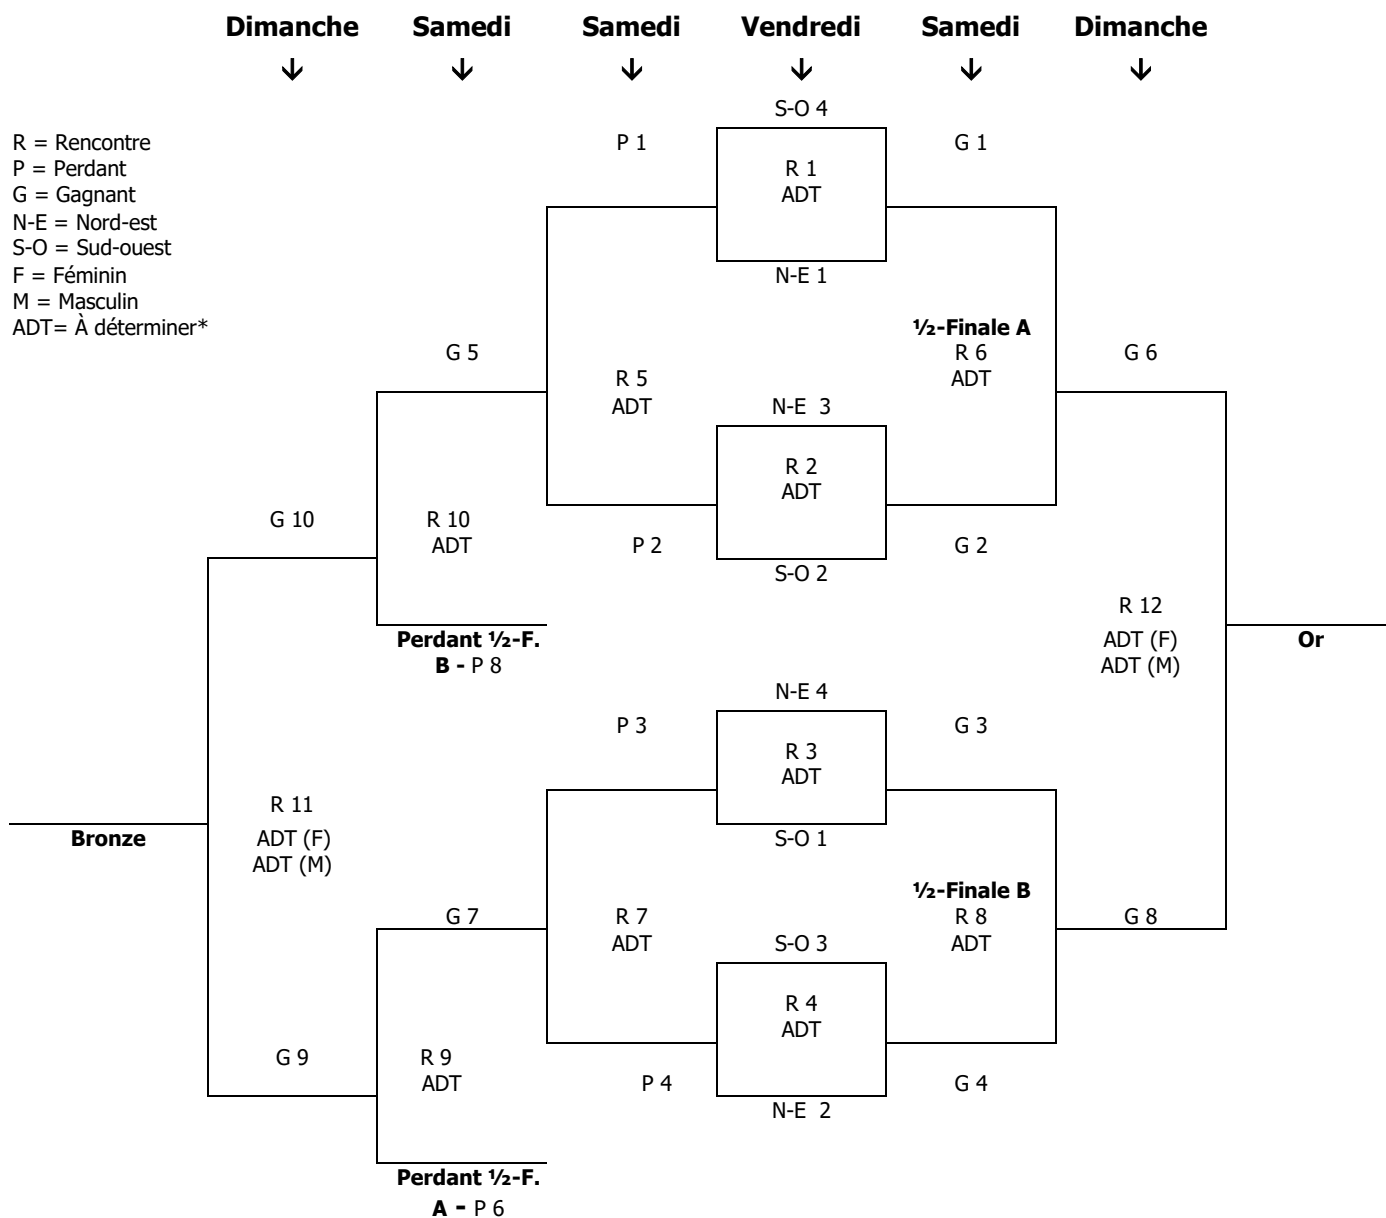 Dimanche Samedi Samedi Vendredi Samedi Dimanche
S-O 4
R = Rencontre
P = Perdant
G = Gagnant
N-E = Nord-est
S-O = Sud-ouest
F = Féminin
M = Masculin
ADT= À déterminer*
P 1
G 1
R 1
ADT
N-E 1
½-Finale A
R 6
ADT
G 5
G 6
R 5
ADT
N-E 3
R 2
ADT
G 10
R 10
ADT
P 2
G 2
S-O 2
R 12
ADT (F)
ADT (M)
Or
Perdant ½-F.
B - P 8
N-E 4
P 3
G 3
R 3
ADT
S-O 1
R 11
ADT (F)
ADT (M)
Bronze
½-Finale B
R 8
ADT
G 7
G 8
R 7
ADT
S-O 3
R 4
ADT
G 9
R 9
ADT
P 4
G 4
N-E 2
Perdant ½-F.
A - P 6